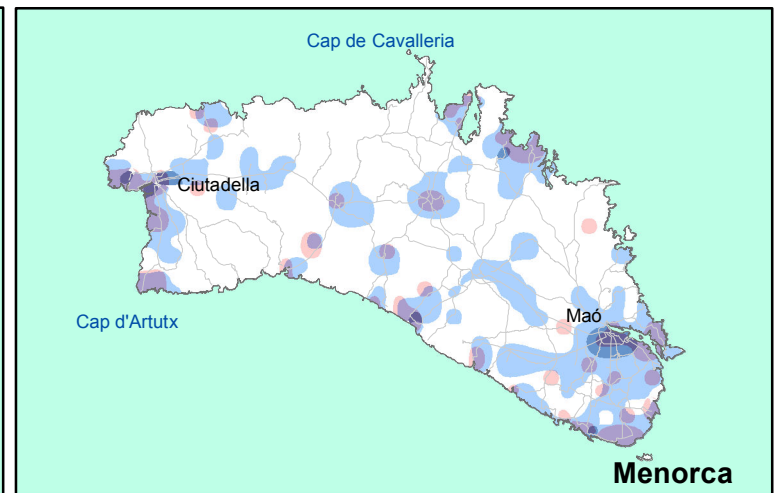 Cap de Cavalleria
Ciutadella
Cap d'Artutx
Maó
Menorca